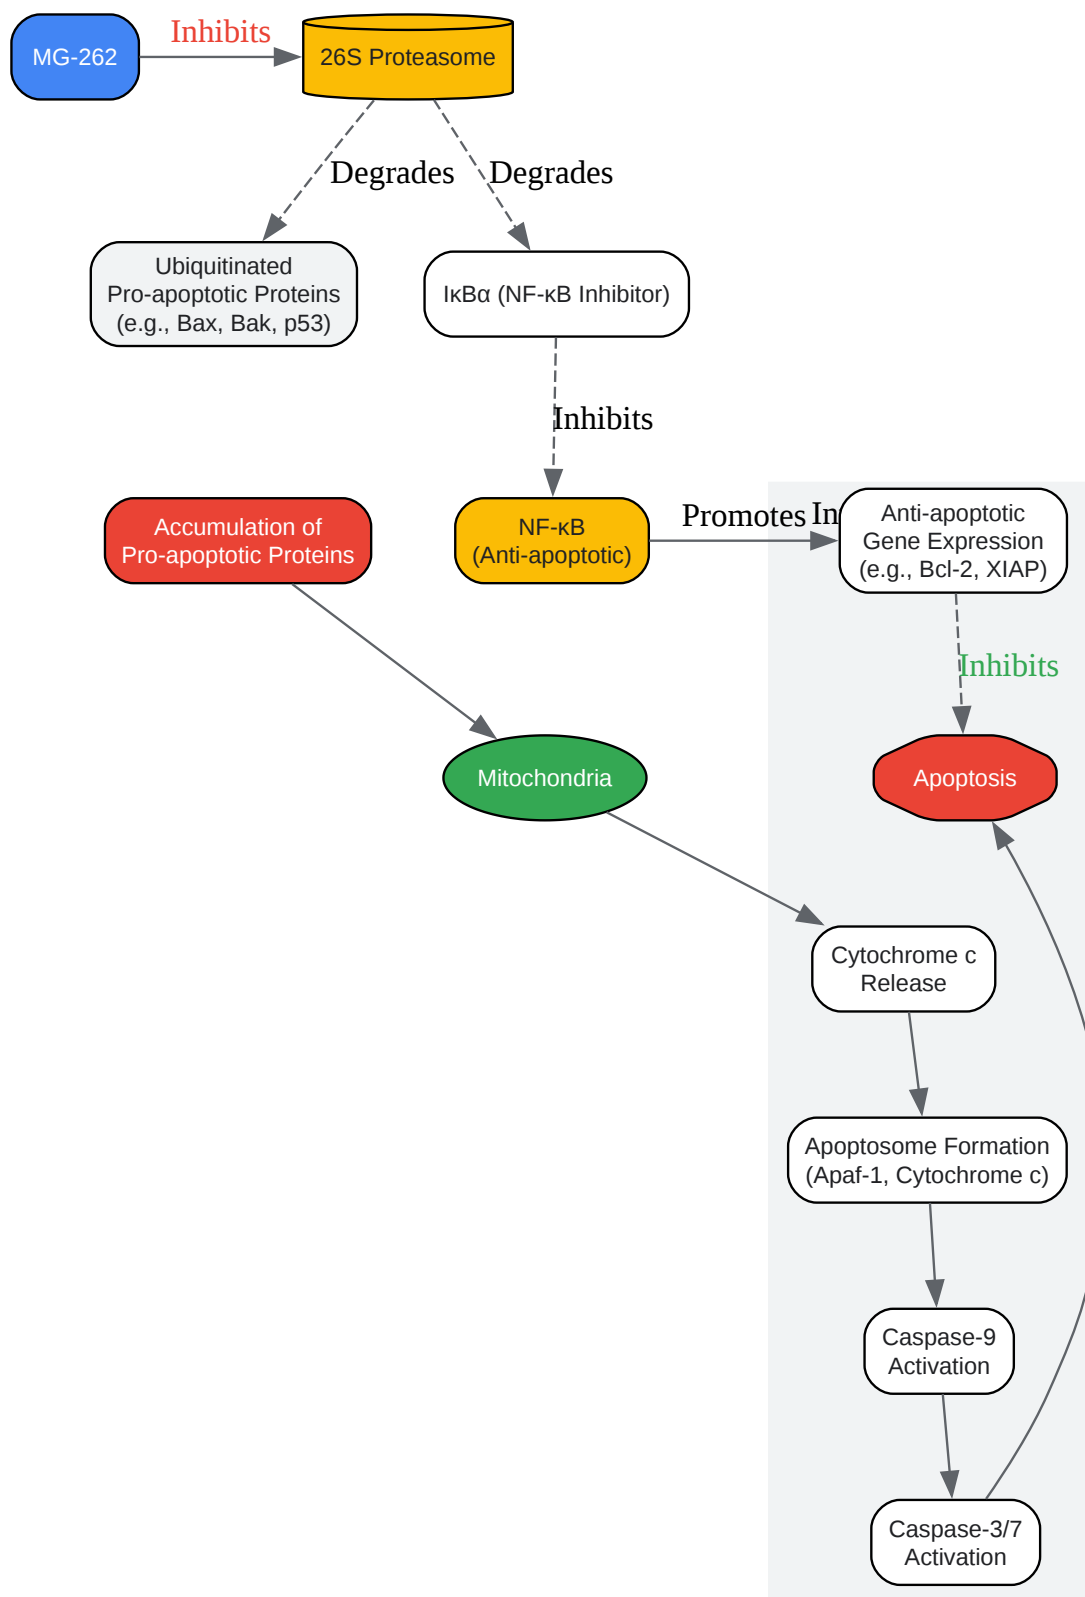 MG-262
Inhibits
26S Proteasome
Degrades
Degrades
Ubiquitinated
Pro-apoptotic Proteins
(e.g., Bax, Bak, p53)
IκBα (NF-κB Inhibitor)
Inhibits
Accumulation of
Pro-apoptotic Proteins
NF-κB
(Anti-apoptotic)
Promotes
Anti-apoptotic
Gene Expression
(e.g., Bcl-2, XIAP)
Inhibits
Mitochondria
Apoptosis
Cytochrome c
Release
Apoptosome Formation
(Apaf-1, Cytochrome c)
Caspase-9
Activation
Caspase-3/7
Activation